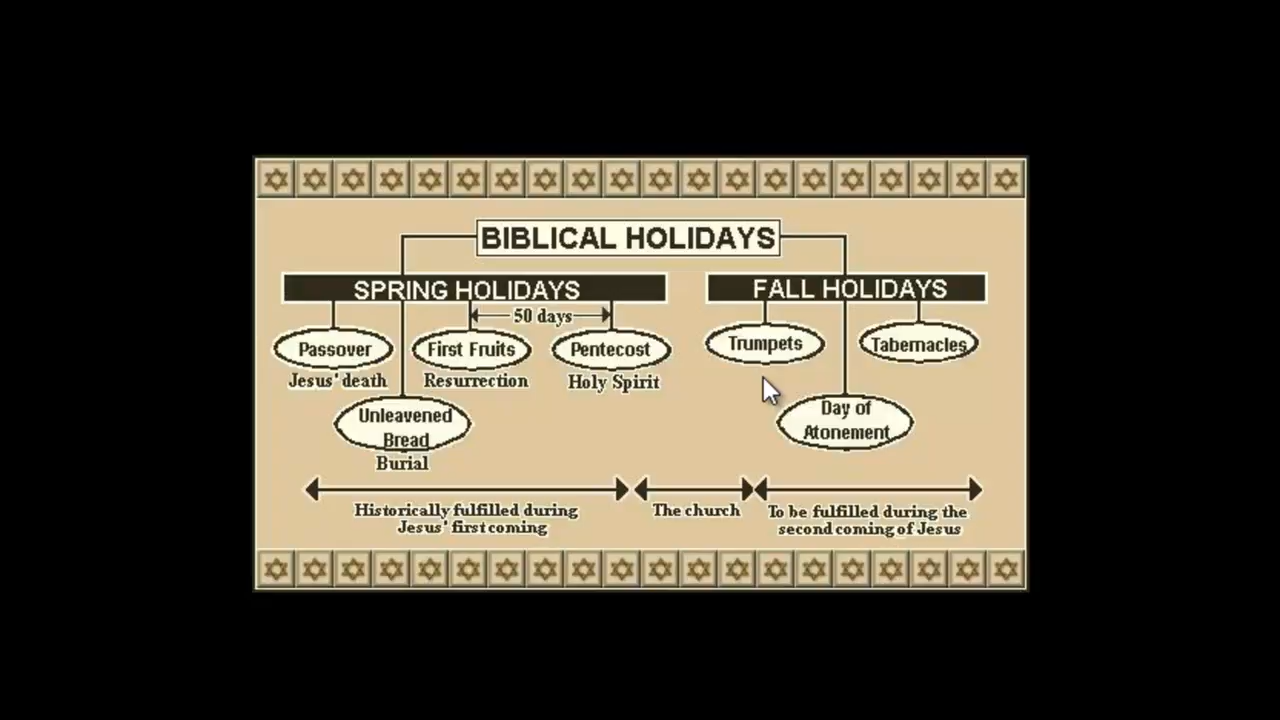 BIBLICAL HOLIDAYS
SPRING HOLIDAYS
FALL HOLIDAYS
50 days
Passover
First Fruits
Pentecost
Trumpets
Tabernacles
Jesus' death
Resurrection
Holy Spirit
Unleavened
Bread
Burial
Day of
Atonement
Historically fulfilled during
Jesus' first coming
The church
To be fulfilled during the
second coming of Jesus